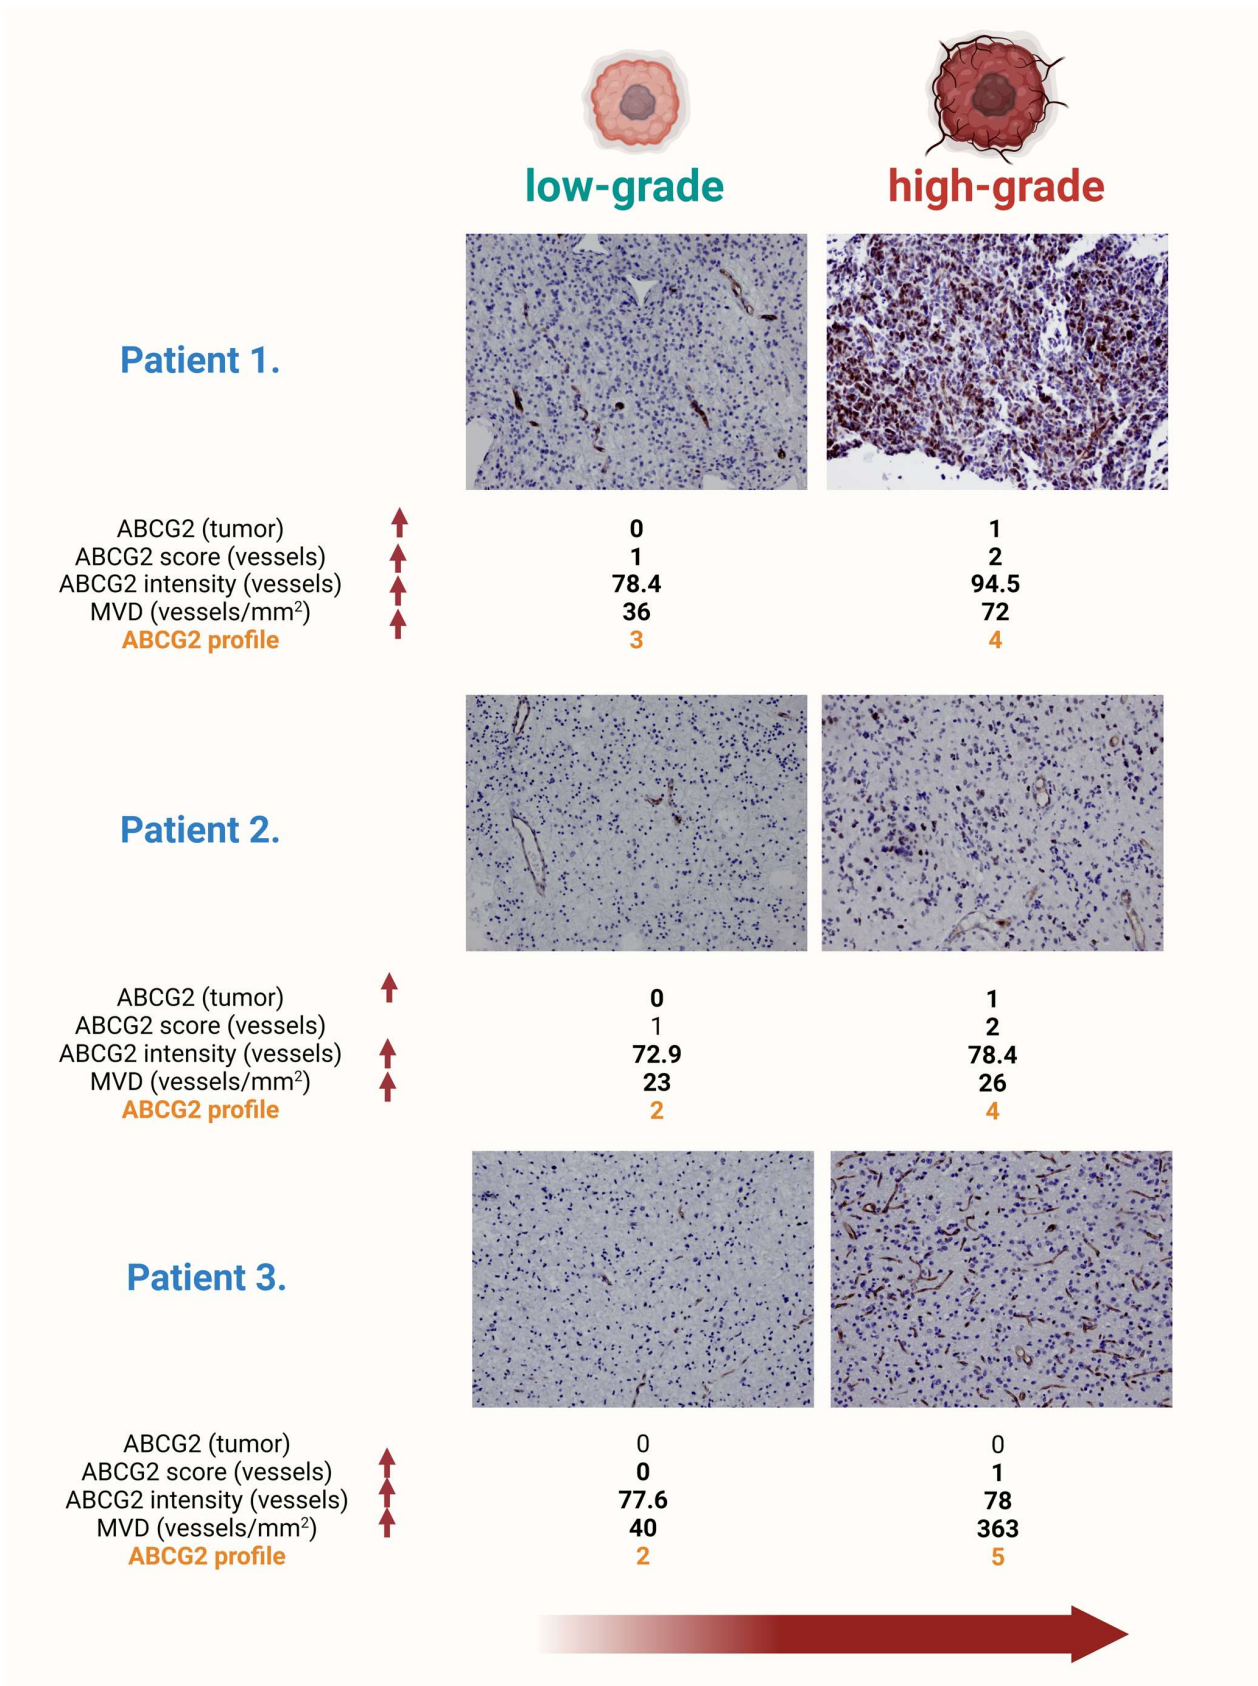 low-grade high-grade
Patient 1.
ABCG2 (tumor) 0 1
ABCG2 score (vessels) 1 2
ABCG2 intensity (vessels) 78.4 94.5
MVD (vessels/mm²) 36 72
ABCG2 profile 3 4
Patient 2.
ABCG2 (tumor) 0 1
ABCG2 score (vessels) 1 2
ABCG2 intensity (vessels) 72.9 78.4
MVD (vessels/mm²) 23 26
ABCG2 profile 2 4
Patient 3.
ABCG2 (tumor) 0 0
ABCG2 score (vessels) 0 1
ABCG2 intensity (vessels) 77.6 78
MVD (vessels/mm²) 40 363
ABCG2 profile 2 5